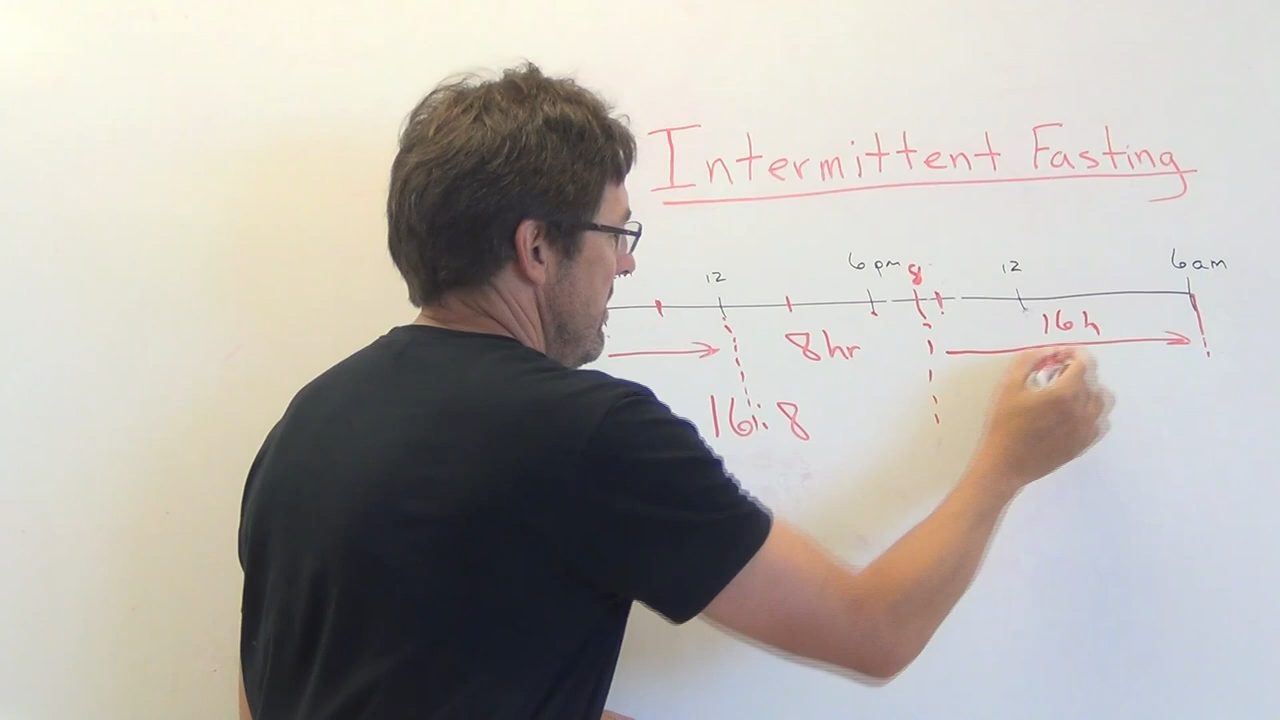 Intermittent Fasting
12 6pm 8 12 6am
8hr 16h
16:8